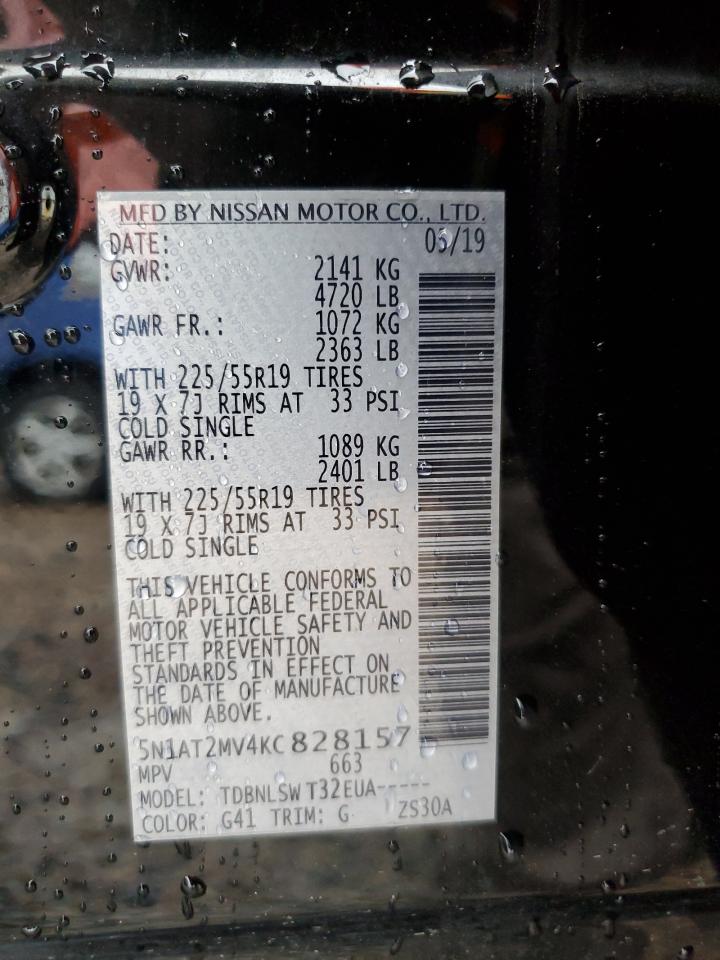 MFD BY NISSAN MOTOR CO., LTD.
DATE: 03/19
GVWR: 2141 KG
4720 LB
GAWR FR.: 1072 KG
2363 LB
WITH 225/55R19 TIRES
19 X 7J RIMS AT 33 PSI
COLD SINGLE
GAWR RR.: 1089 KG
2401 LB
WITH 225/55R19 TIRES
19 X 7J RIMS AT 33 PSI
COLD SINGLE
THIS VEHICLE CONFORMS TO
ALL APPLICABLE FEDERAL
MOTOR VEHICLE SAFETY AND
THEFT PREVENTION
STANDARDS IN EFFECT ON
THE DATE OF MANUFACTURE
SHOWN ABOVE.
5N1AT2MV4KC828157
MPV 663
MODEL: TDBNLSW T32EUA-----
COLOR: G41 TRIM: G ZS30A